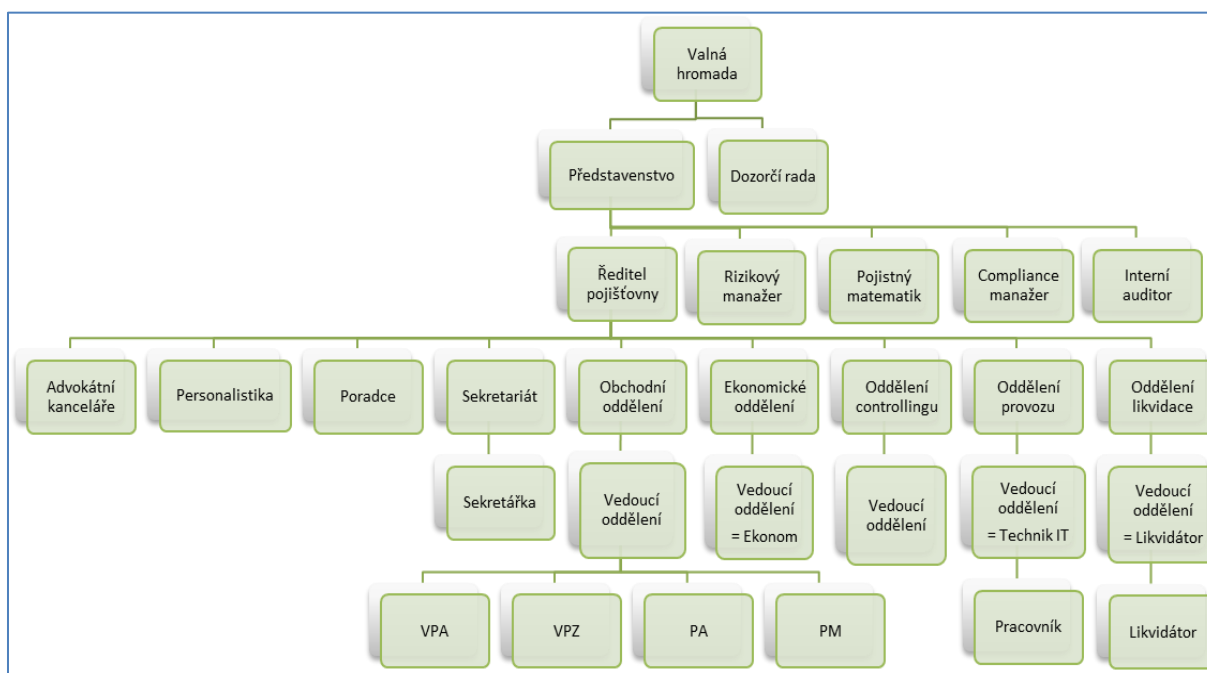 Valná
hromada
Představenstvo
Dozorčí rada
Ředitel
pojišťovny
Rizikový
manažer
Pojistný
matematik
Compliance
manažer
Interní
auditor
Advokátní
kanceláře
Personalistika
Poradce
Sekretariát
Obchodní
oddělení
Ekonomické
oddělení
Oddělení
controllingu
Oddělení
provozu
Oddělení
likvidace
Sekretářka
Vedoucí
oddělení
Vedoucí
oddělení
= Ekonom
Vedoucí
oddělení
Vedoucí
oddělení
= Technik IT
Vedoucí
oddělení
= Likvidátor
VPA
VPZ
PA
PM
Pracovník
Likvidátor